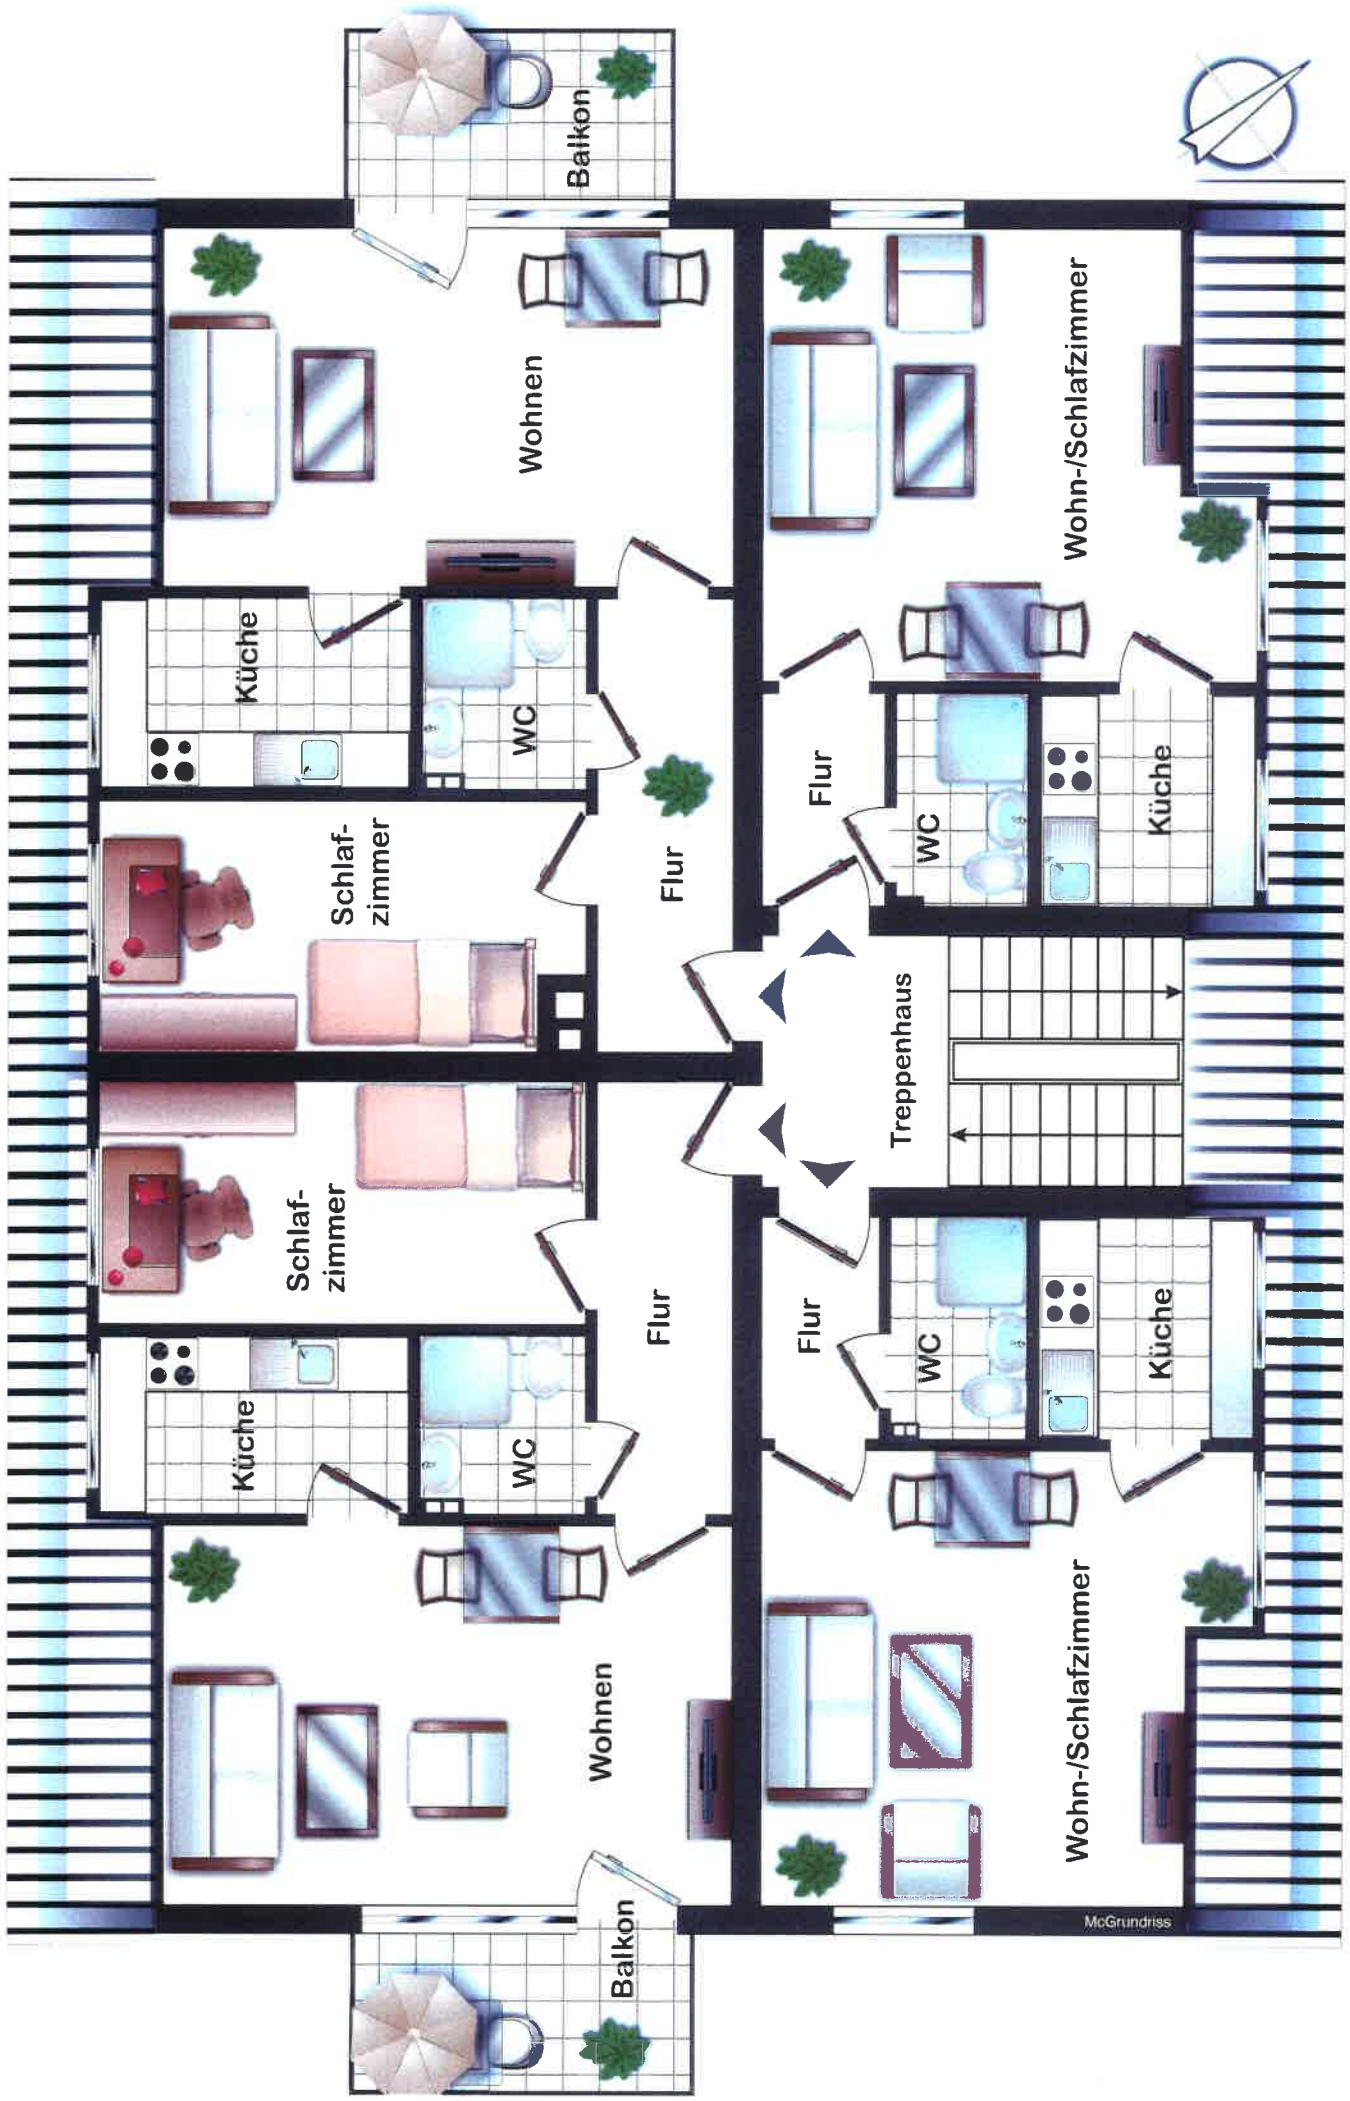 Küche
Küche
Schlaf-
zimmer
Schlaf-
zimmer
WC
WC
Wohnen
Balkon
Wohnen
Balkon
Flur
Flur
Flur
Flur
Treppenhaus
WC
WC
Wohn-/Schlafzimmer
Wohn-/Schlafzimmer
McGrundriss
Küche
Küche